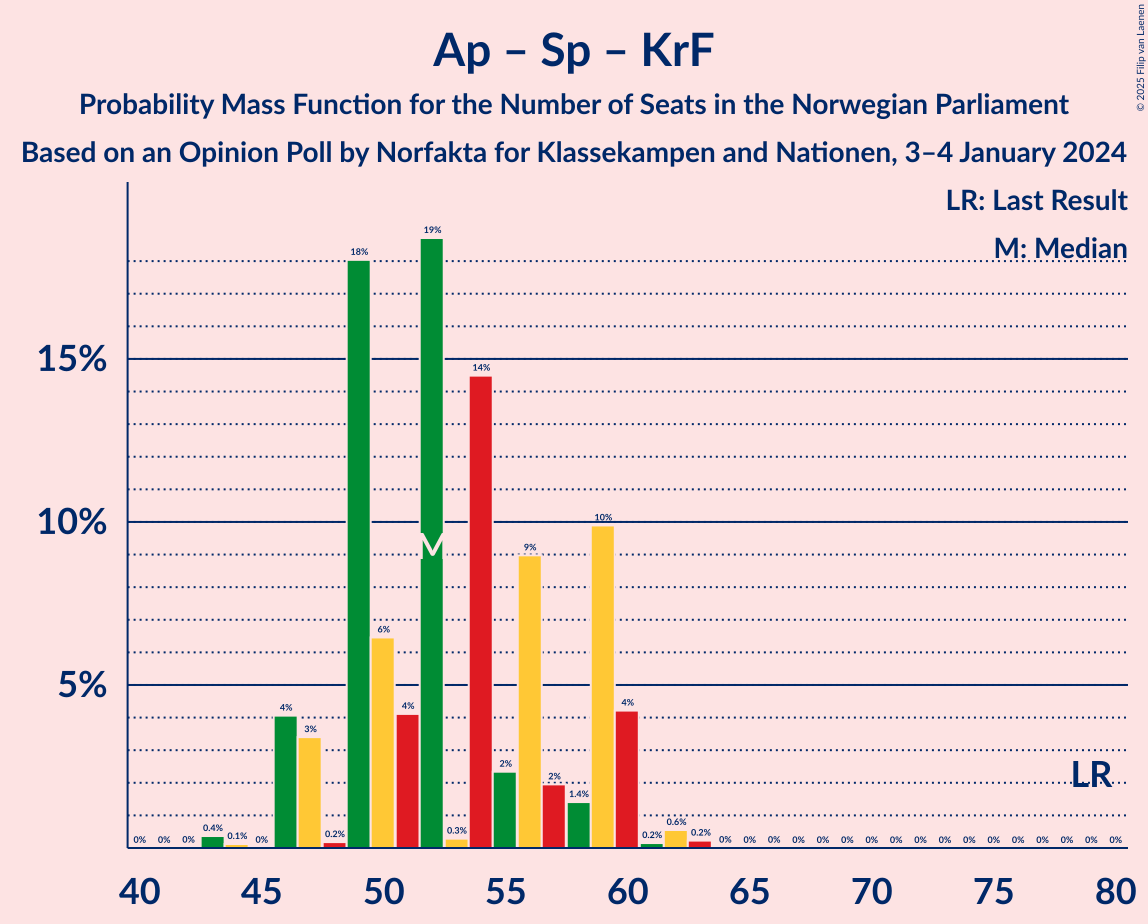 Ap – Sp – KrF
Probability Mass Function for the Number of Seats in the Norwegian Parliament
Based on an Opinion Poll by Norfakta for Klassekampen and Nationen, 3–4 January 2024
© 2025 Filip van Laenen
LR: Last Result
M: Median
15%
10%
5%
0% 0% 0% 0.4% 0.1% 0% 4% 3% 0.2% 18% 6% 4% 19% 0.3% 14% 2% 9% 2% 1.4% 10% 4% 0.2% 0.6% 0.2% 0% 0% 0% 0% 0% 0% 0% 0% 0% 0% 0% 0% 0% 0% 0% 0% 0%
M
LR
40 45 50 55 60 65 70 75 80